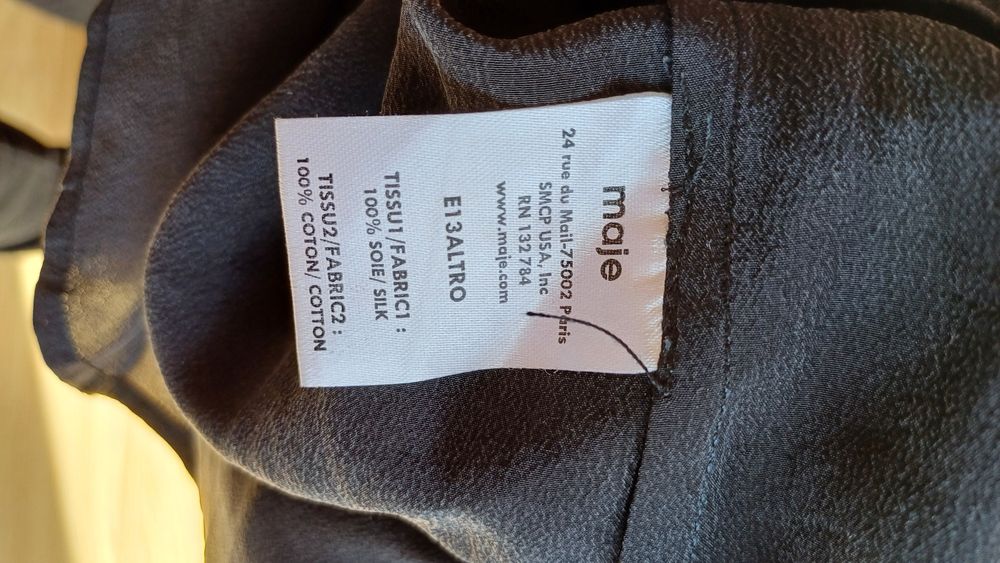 maje
24 rue du Mail-75002 Paris
SMCP USA, Inc
RN 132784
www.maje.com
E13ALTRO
TISSU1/FABRIC1 :
100% SOIE/ SILK
TISSU2/FABRIC2 :
100% COTON/ COTTON